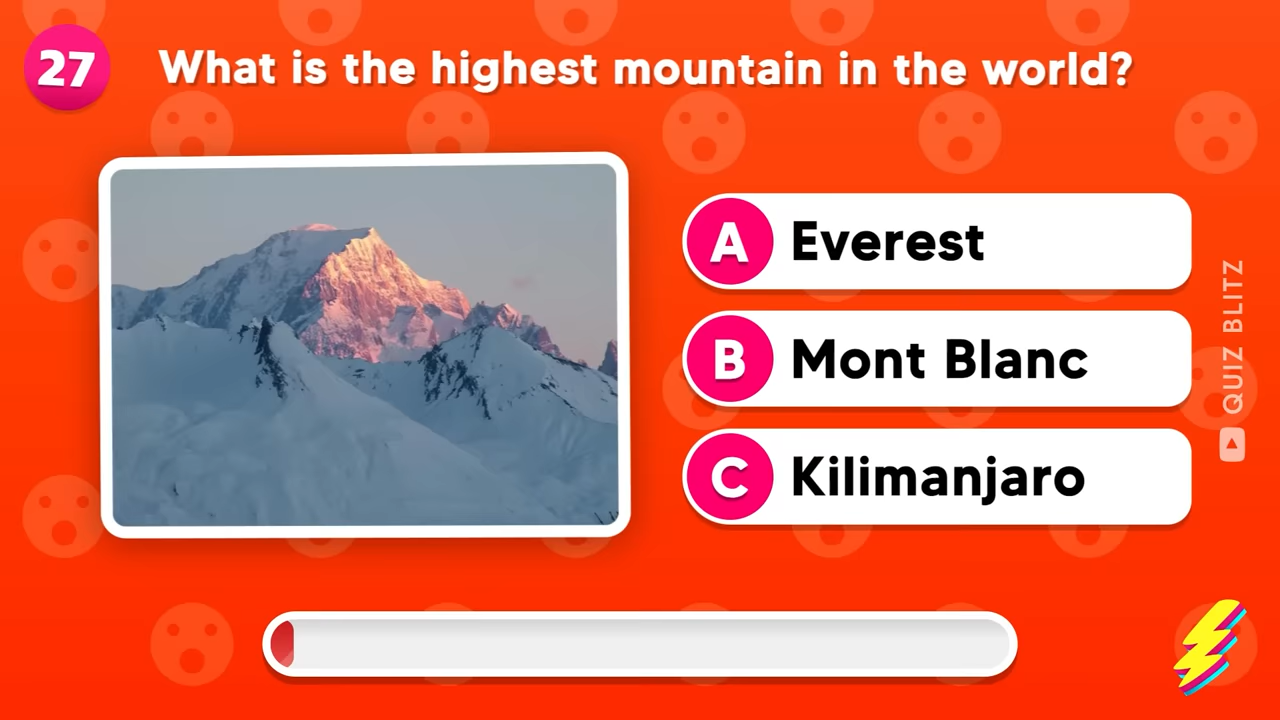 27
What is the highest mountain in the world?
A Everest
B Mont Blanc
C Kilimanjaro
QUIZ BLITZ